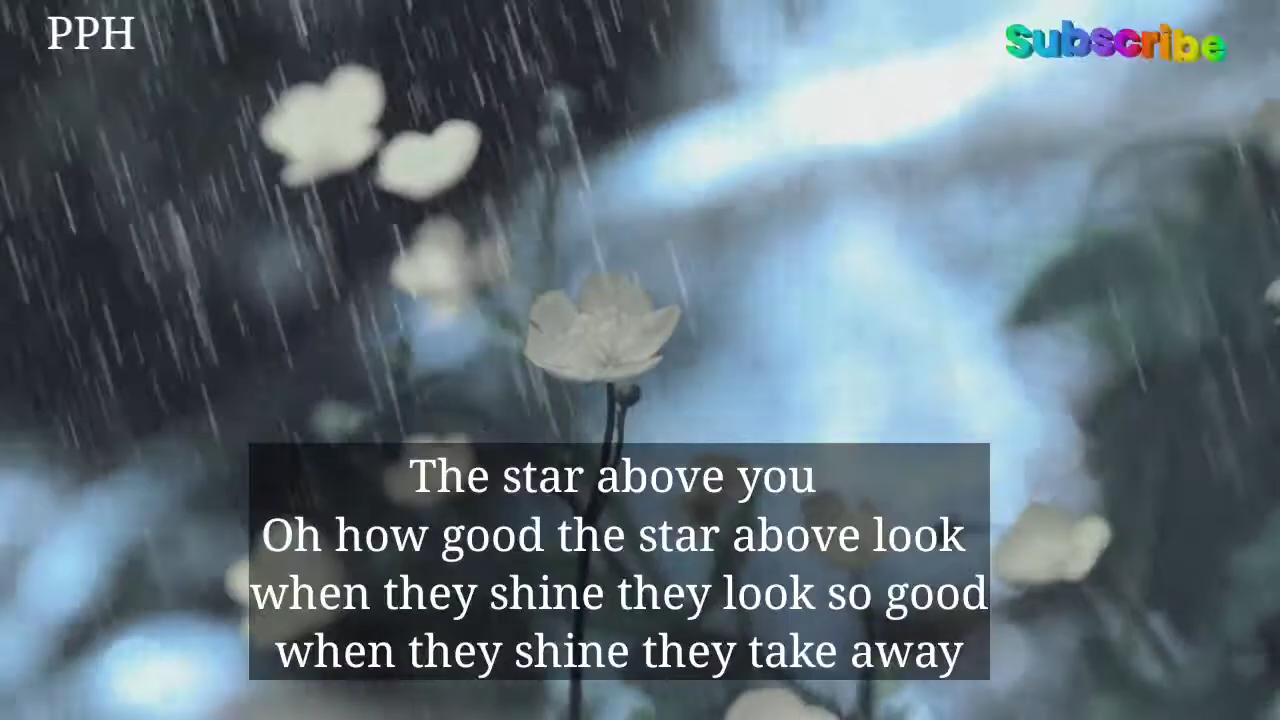 PPH
Subscribe
The star above you
Oh how good the star above look
when they shine they look so good
when they shine they take away